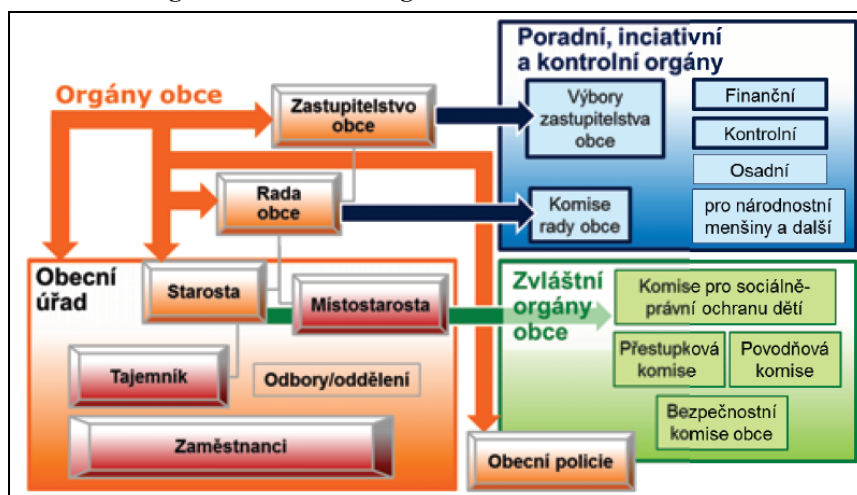 Orgány obce
Zastupitelstvo
obce
Rada
obce
Obecní
úřad
Starosta
Místostarosta
Tajemník
Odbory/oddělení
Zaměstnanci
Obecní policie
Poradní, inciativní
a kontrolní orgány
Výbory
zastupitelstva
obce
Finanční
Kontrolní
Osadní
pro národnostní
menšiny a další
Komise
rady obce
Zvláštní
orgány
obce
Komise pro sociálně-
právní ochranu dětí
Přestupková
komise
Povodňová
komise
Bezpečnostní
komise obce